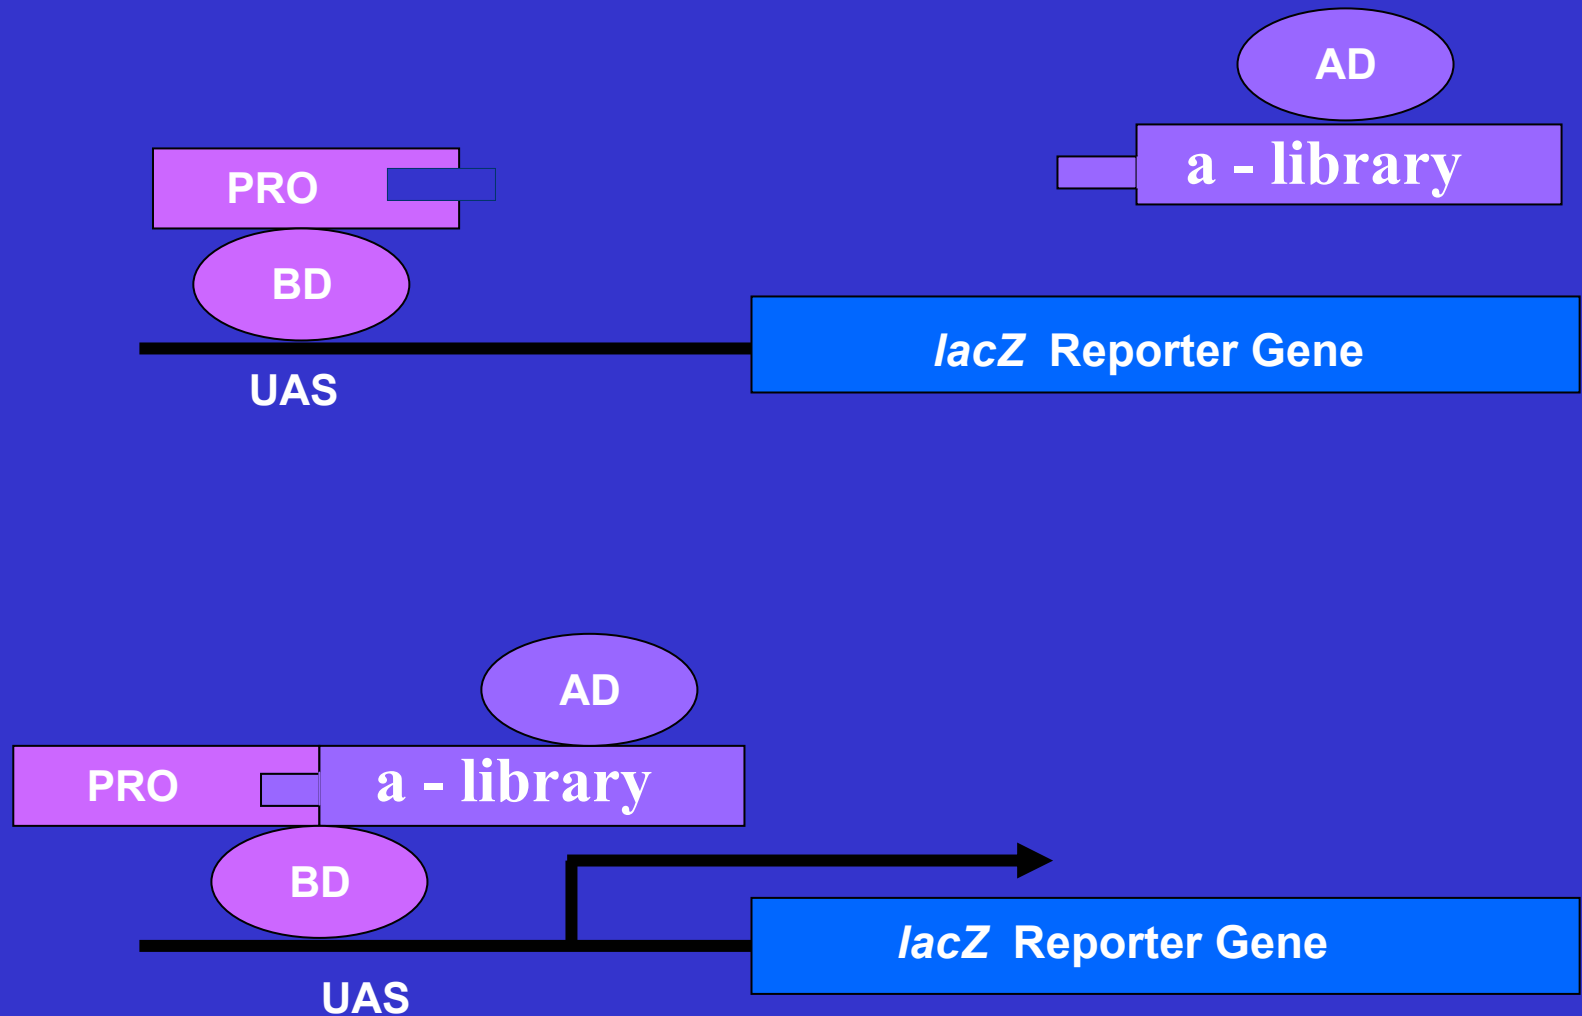 AD
a - library
PRO
BD
lacZ Reporter Gene
UAS
AD
PRO
a - library
BD
lacZ Reporter Gene
UAS